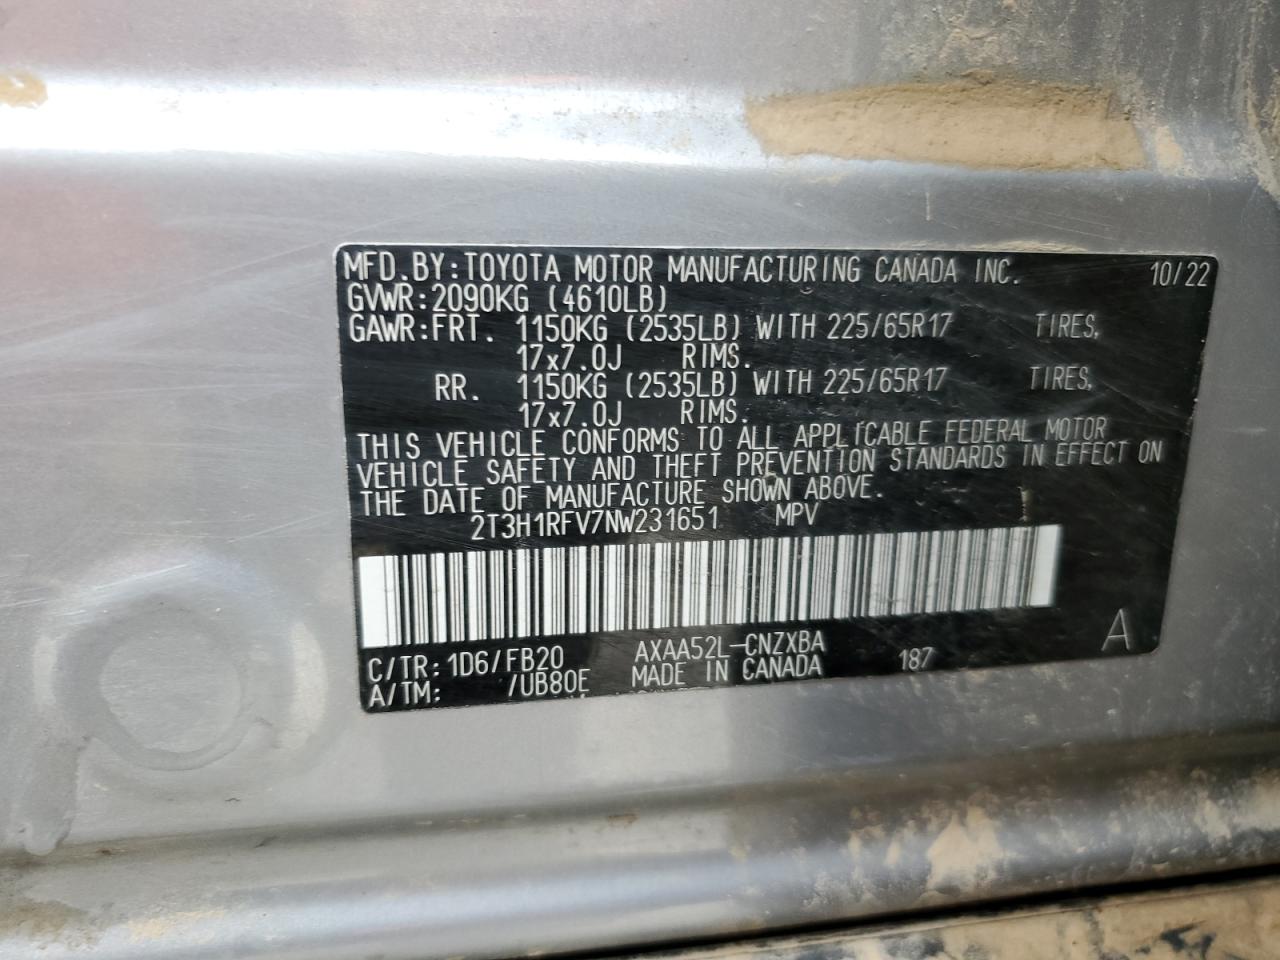 MFD.BY:TOYOTA MOTOR MANUFACTURING CANADA INC. 10/22
GVWR:2090KG (4610LB)
GAWR:FRT. 1150KG (2535LB) WITH 225/65R17 TIRES,
17x7.0J RIMS.
RR. 1150KG (2535LB) WITH 225/65R17 TIRES,
17x7.0J RIMS.
THIS VEHICLE CONFORMS TO ALL APPLICABLE FEDERAL MOTOR
VEHICLE SAFETY AND THEFT PREVENTION STANDARDS IN EFFECT ON
THE DATE OF MANUFACTURE SHOWN ABOVE.
2T3H1RFV7NW231651 MPV
C/TR:1D6/FB20 AXAA52L-CNZXBA 187 A
A/TM: /UB80E MADE IN CANADA